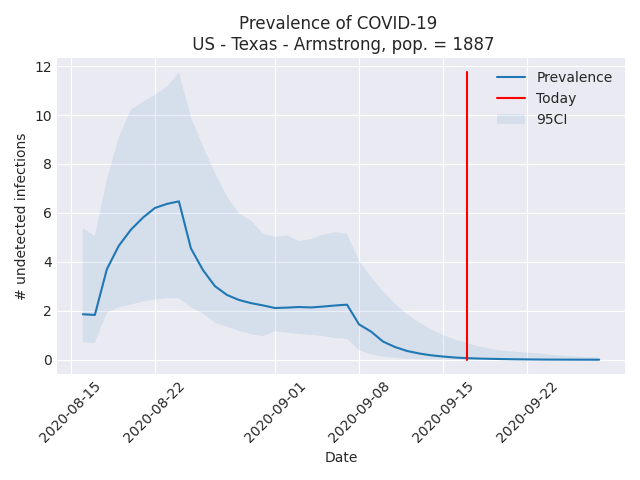 Prevalence of COVID-19
US - Texas - Armstrong, pop. = 1887
12
10
8
6
4
2
0
# undetected infections
Prevalence
Today
95CI
2020-08-15
2020-08-22
2020-09-01
2020-09-08
2020-09-15
2020-09-22
Date